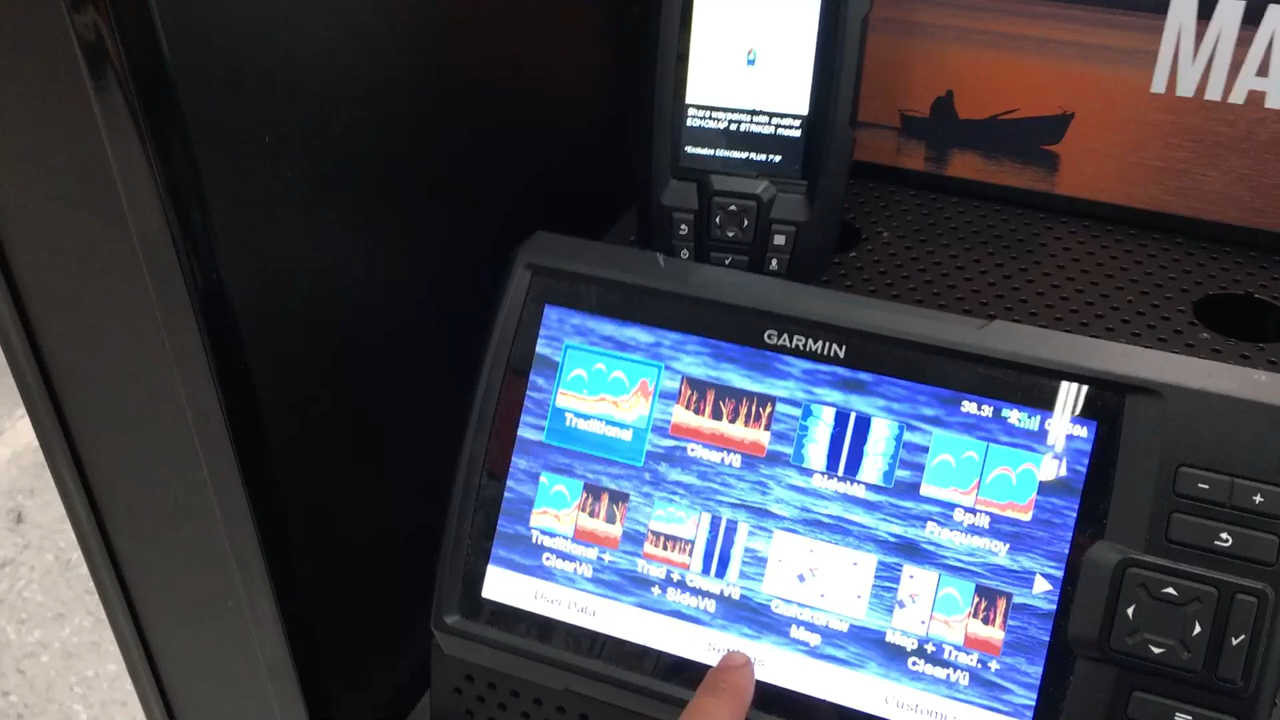 MA
Share waypoints with another
ECHOMAP or STRIKER model
*Excludes ECHOMAP PLUS 7"/9"
GARMIN
Traditional
ClearVü
SideVü
Split
Frequency
Traditional +
ClearVü
Trad + ClearVü
+ SideVü
Quickdraw
Map
Map + Trad. +
ClearVü
User Data